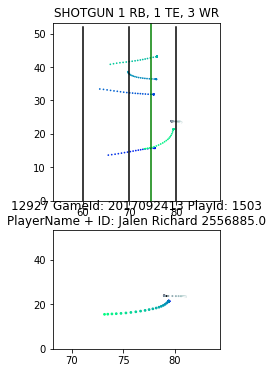 SHOTGUN 1 RB, 1 TE, 3 WR
50
40
30
20
10
0
60 70 80
12927 GameId: 2017092413 PlayId: 1503
PlayerName + ID: Jalen Richard 2556885.0
40
20
0
70 75 80